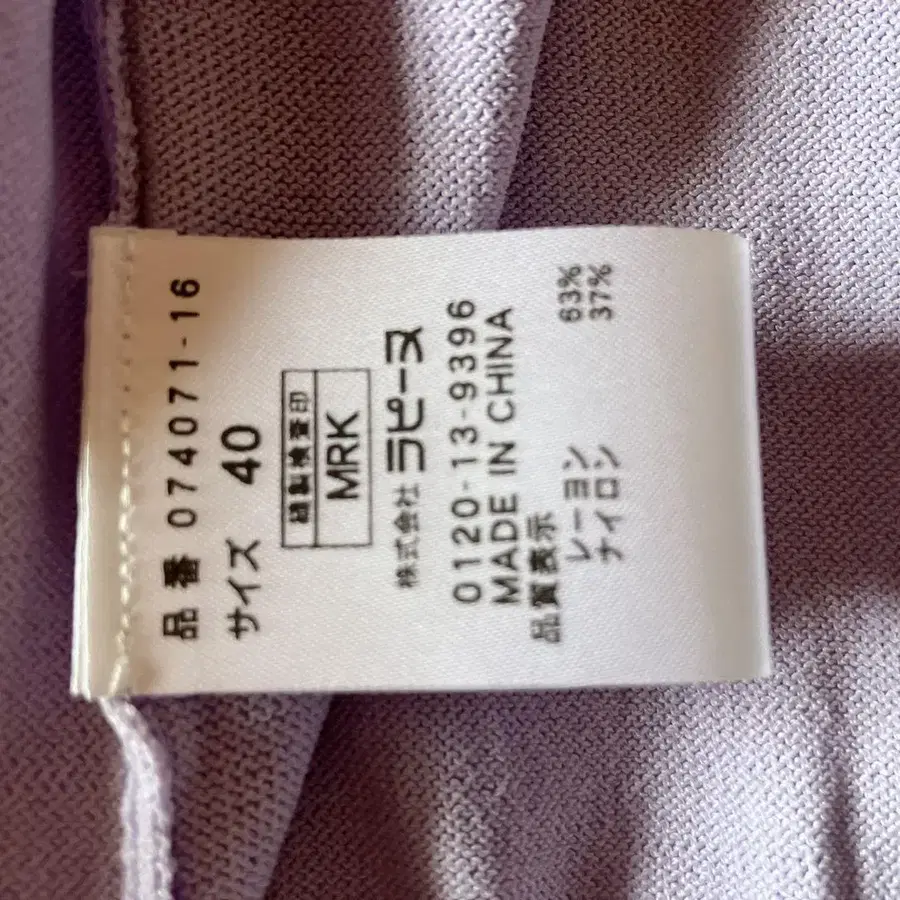 品番 074071-16
サイズ 40
縫製検査印
MRK
株式会社 ラピーヌ
0120-13-9396
MADE IN CHINA
品質表示
レーヨン 63%
ナイロン 37%